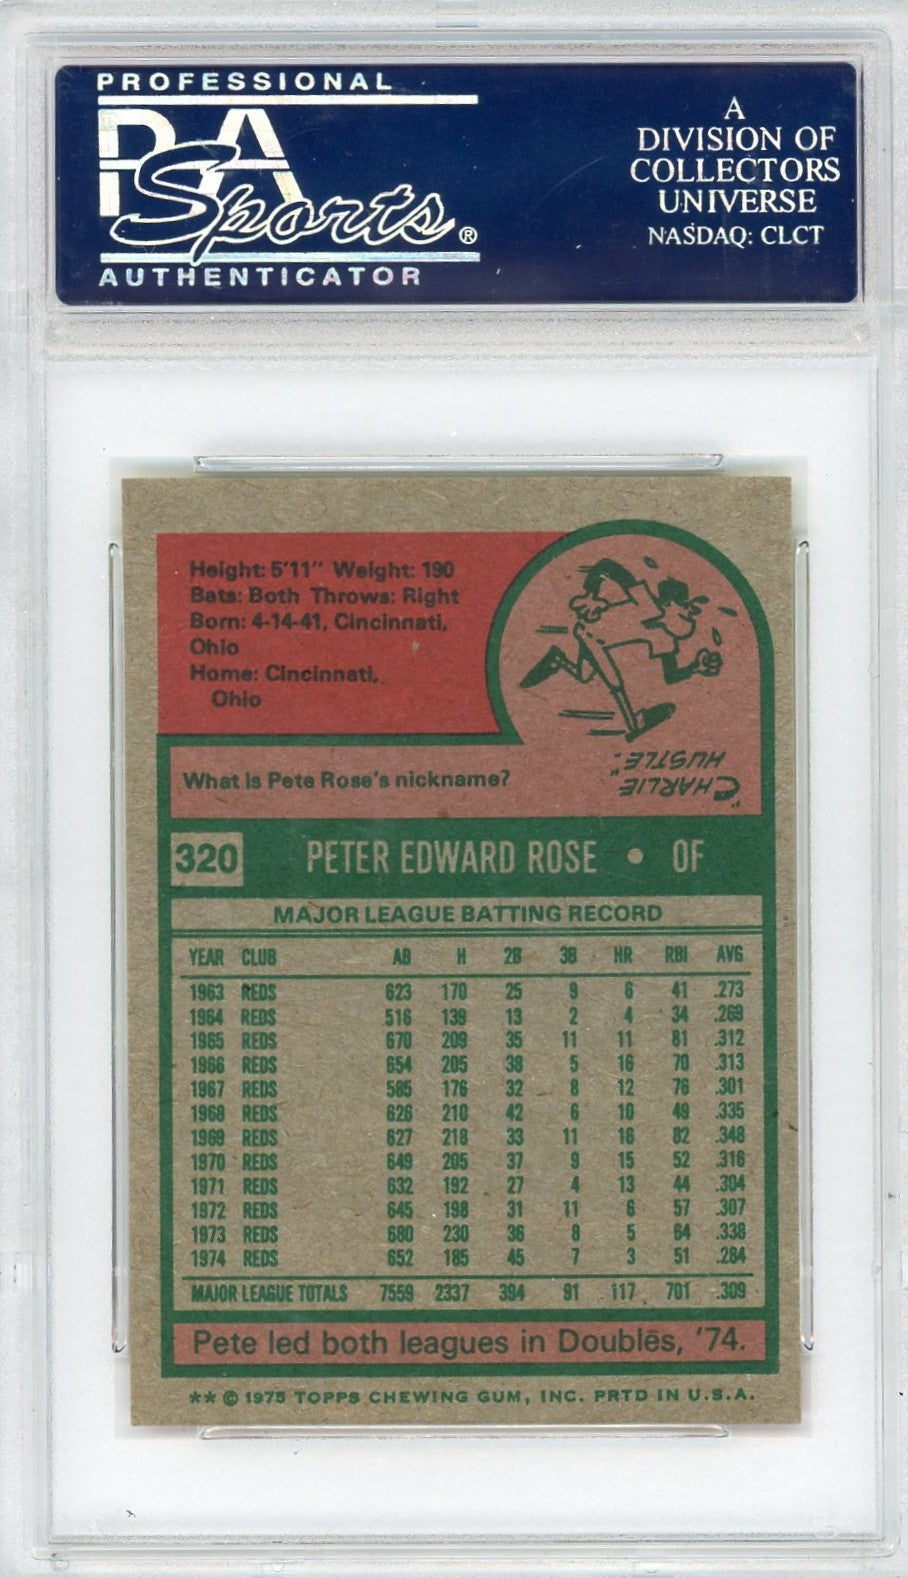 PROFESSIONAL
PSA
Sports®
AUTHENTICATOR
A
DIVISION OF
COLLECTORS
UNIVERSE
NASDAQ: CLCT
Height: 5'11" Weight: 190
Bats: Both Throws: Right
Born: 4-14-41, Cincinnati,
Ohio
Home: Cincinnati,
Ohio
What is Pete Rose's nickname?
"CHARLIE
HUSTLE."
320 PETER EDWARD ROSE • OF
MAJOR LEAGUE BATTING RECORD
YEAR CLUB AB H 2B 3B HR RBI AVG
1963 REDS 623 170 25 9 6 41 .273
1964 REDS 516 139 13 2 4 34 .269
1965 REDS 670 209 35 11 11 81 .312
1966 REDS 654 205 38 5 16 70 .313
1967 REDS 585 176 32 8 12 76 .301
1968 REDS 626 210 42 6 10 49 .335
1969 REDS 627 218 33 11 16 82 .348
1970 REDS 649 205 37 9 15 52 .316
1971 REDS 632 192 27 4 13 44 .304
1972 REDS 645 198 31 11 6 57 .307
1973 REDS 680 230 36 8 5 64 .338
1974 REDS 652 185 45 7 3 51 .284
MAJOR LEAGUE TOTALS 7559 2337 394 91 117 701 .309
Pete led both leagues in Doubles, '74.
** © 1975 TOPPS CHEWING GUM, INC. PRTD IN U.S.A.